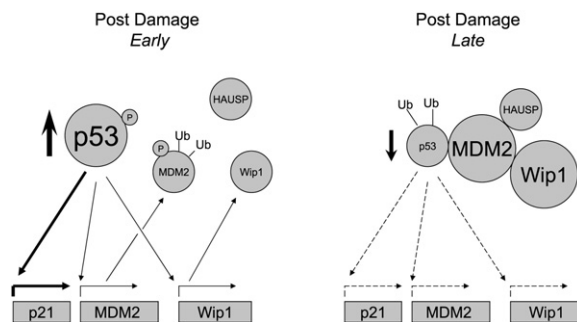 Post Damage
Early
HAUSP
p53
P
Ub
Ub
P
MDM2
Wip1
p21
MDM2
Wip1
Post Damage
Late
Ub
Ub
HAUSP
p53
MDM2
Wip1
p21
MDM2
Wip1